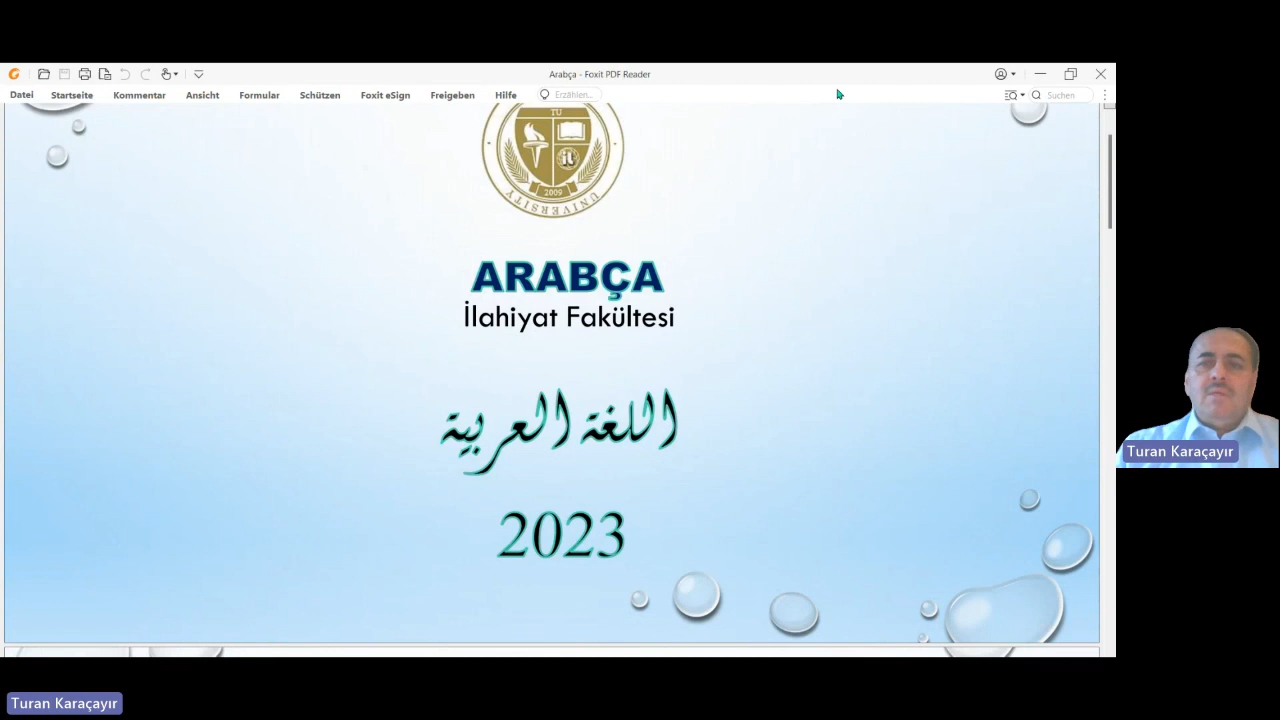 Arabça - Foxit PDF Reader
Datei Startseite Kommentar Ansicht Formular Schützen Foxit eSign Freigeben Hilfe Erzählen... Suchen
TU
2009
UNIVERSITY
ARABÇA
İlahiyat Fakültesi
اللغة العربية
2023
Turan Karaçayır
Turan Karaçayır